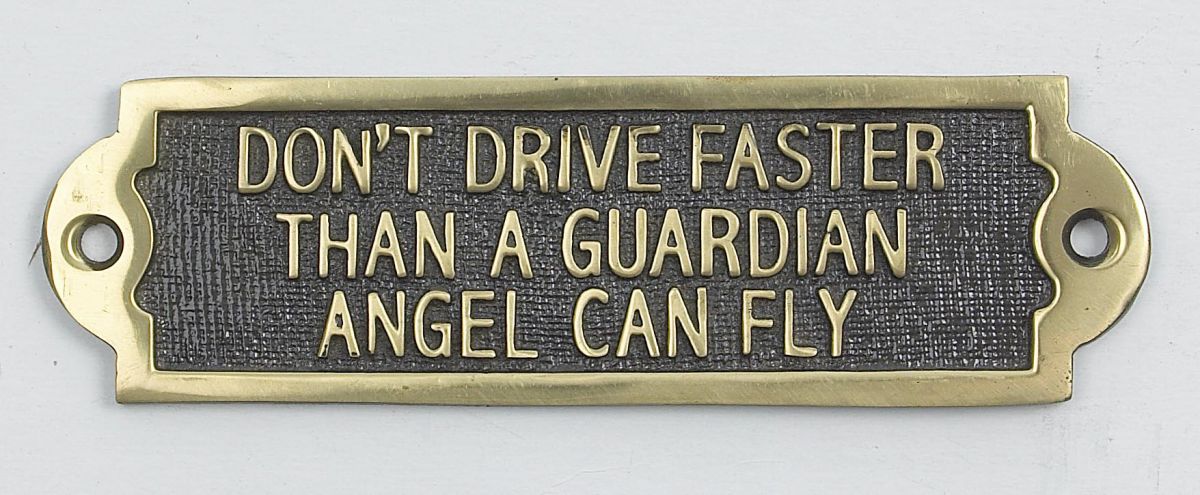 DON'T DRIVE FASTER
THAN A GUARDIAN
ANGEL CAN FLY